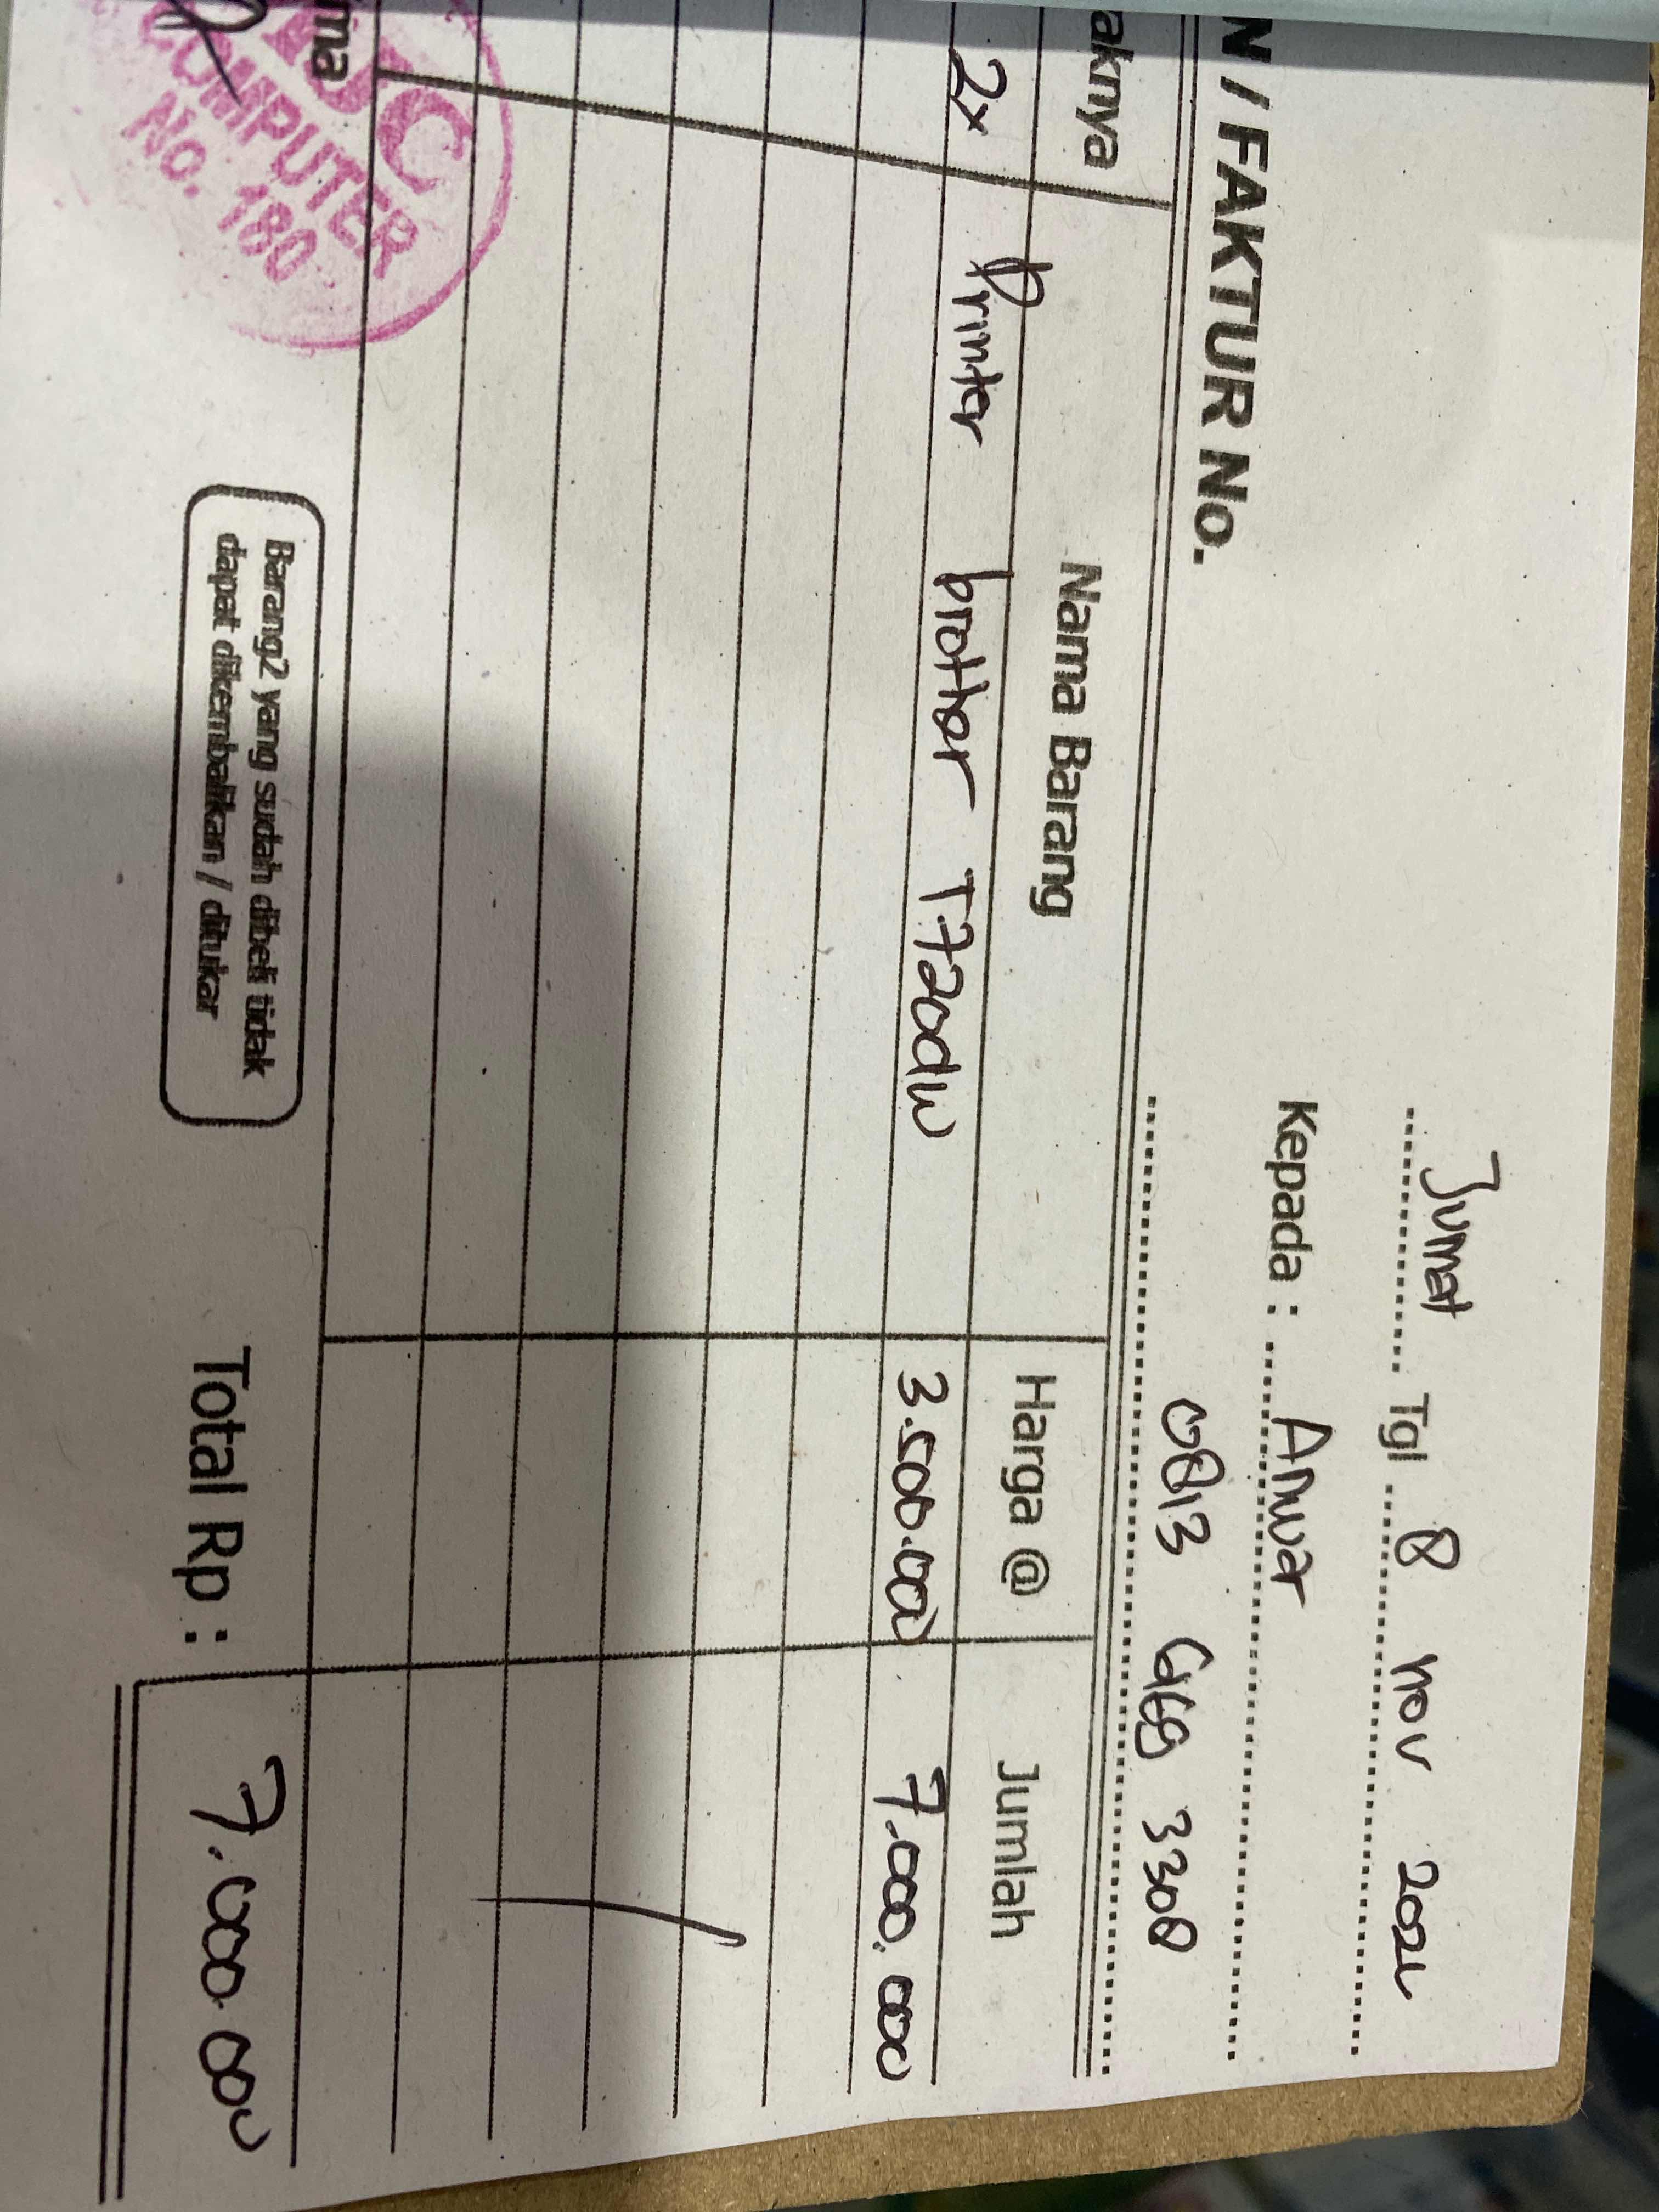 Jumat Tgl 8 nov 202
Kepada : Anwar
N / FAKTUR No.
0813 3308
aknya Nama Barang Harga @ Jumlah
2x Printer brother T720dw 3.500.000 7.000.000
ma
COMPUTER
No. 180
Barang2 yang sudah dibeli tidak
dapat dikembalikan / ditukar
Total Rp : 7.000.000